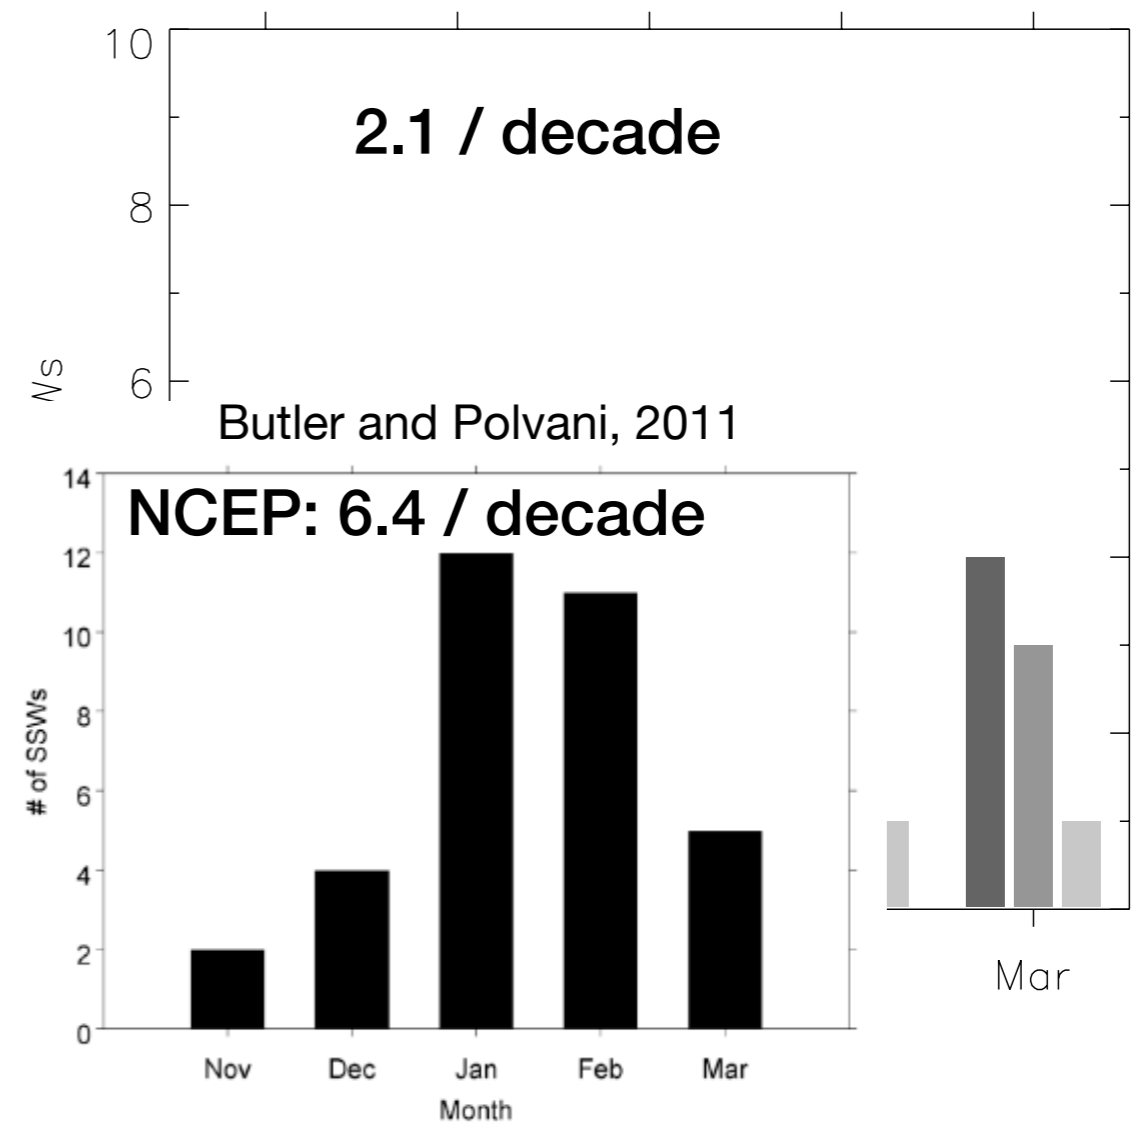 10
2.1 / decade
8
6
Butler and Polvani, 2011
14
NCEP: 6.4 / decade
12
10
8
# of SSWs
6
4
2
0
Mar
Nov Dec Jan Feb Mar
Month